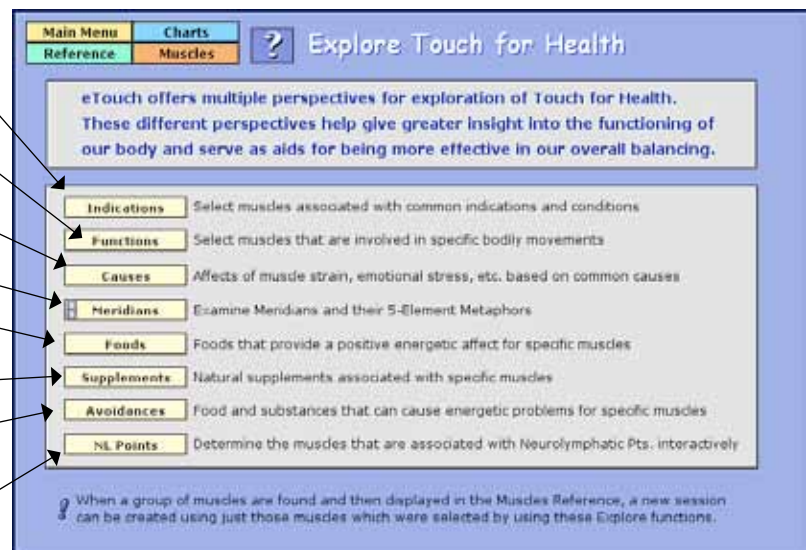 Main Menu Charts
Reference Muscles
? Explore Touch for Health
eTouch offers multiple perspectives for exploration of Touch for Health.
These different perspectives help give greater insight into the functioning of
our body and serve as aids for being more effective in our overall balancing.
Indications Select muscles associated with common indications and conditions
Functions Select muscles that are involved in specific bodily movements
Causes Affects of muscle strain, emotional stress, etc. based on common causes
Meridians Examine Meridians and their 5-Element Metaphors
Foods Foods that provide a positive energetic affect for specific muscles
Supplements Natural supplements associated with specific muscles
Avoidances Food and substances that can cause energetic problems for specific muscles
NL Points Determine the muscles that are associated with Neurolymphatic Pts. interactively
When a group of muscles are found and then displayed in the Muscles Reference, a new session
can be created using just those muscles which were selected by using these Explore functions.